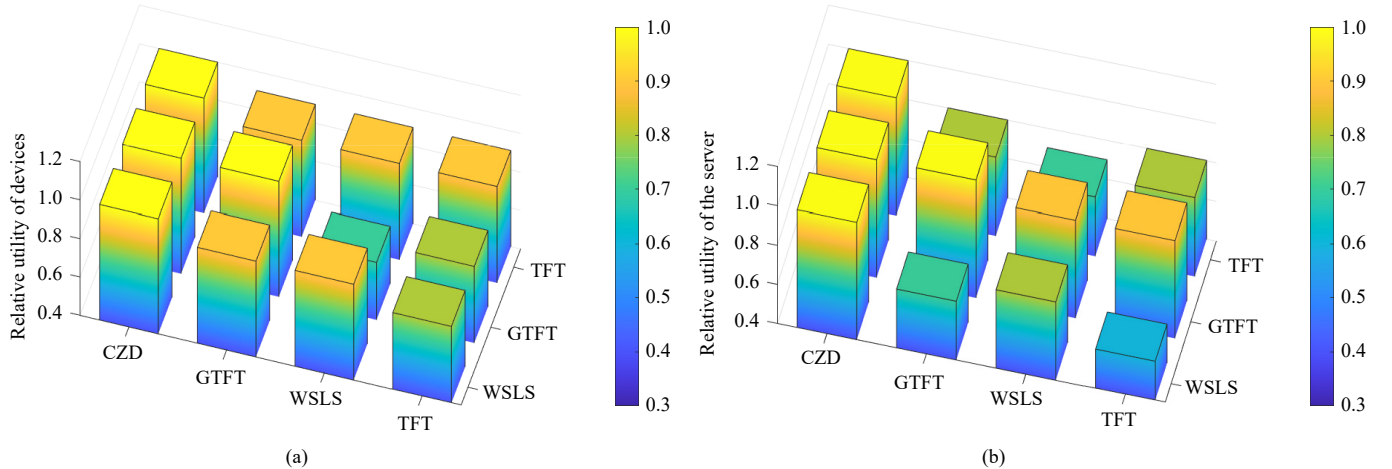 Relative utility of devices
1.2
1.0
0.8
0.6
0.4
CZD
GTFT
WSLS
TFT
TFT
GTFT
WSLS
1.0
0.9
0.8
0.7
0.6
0.5
0.4
0.3
(a)
Relative utility of the server
1.2
1.0
0.8
0.6
0.4
CZD
GTFT
WSLS
TFT
TFT
GTFT
WSLS
1.0
0.9
0.8
0.7
0.6
0.5
0.4
0.3
(b)